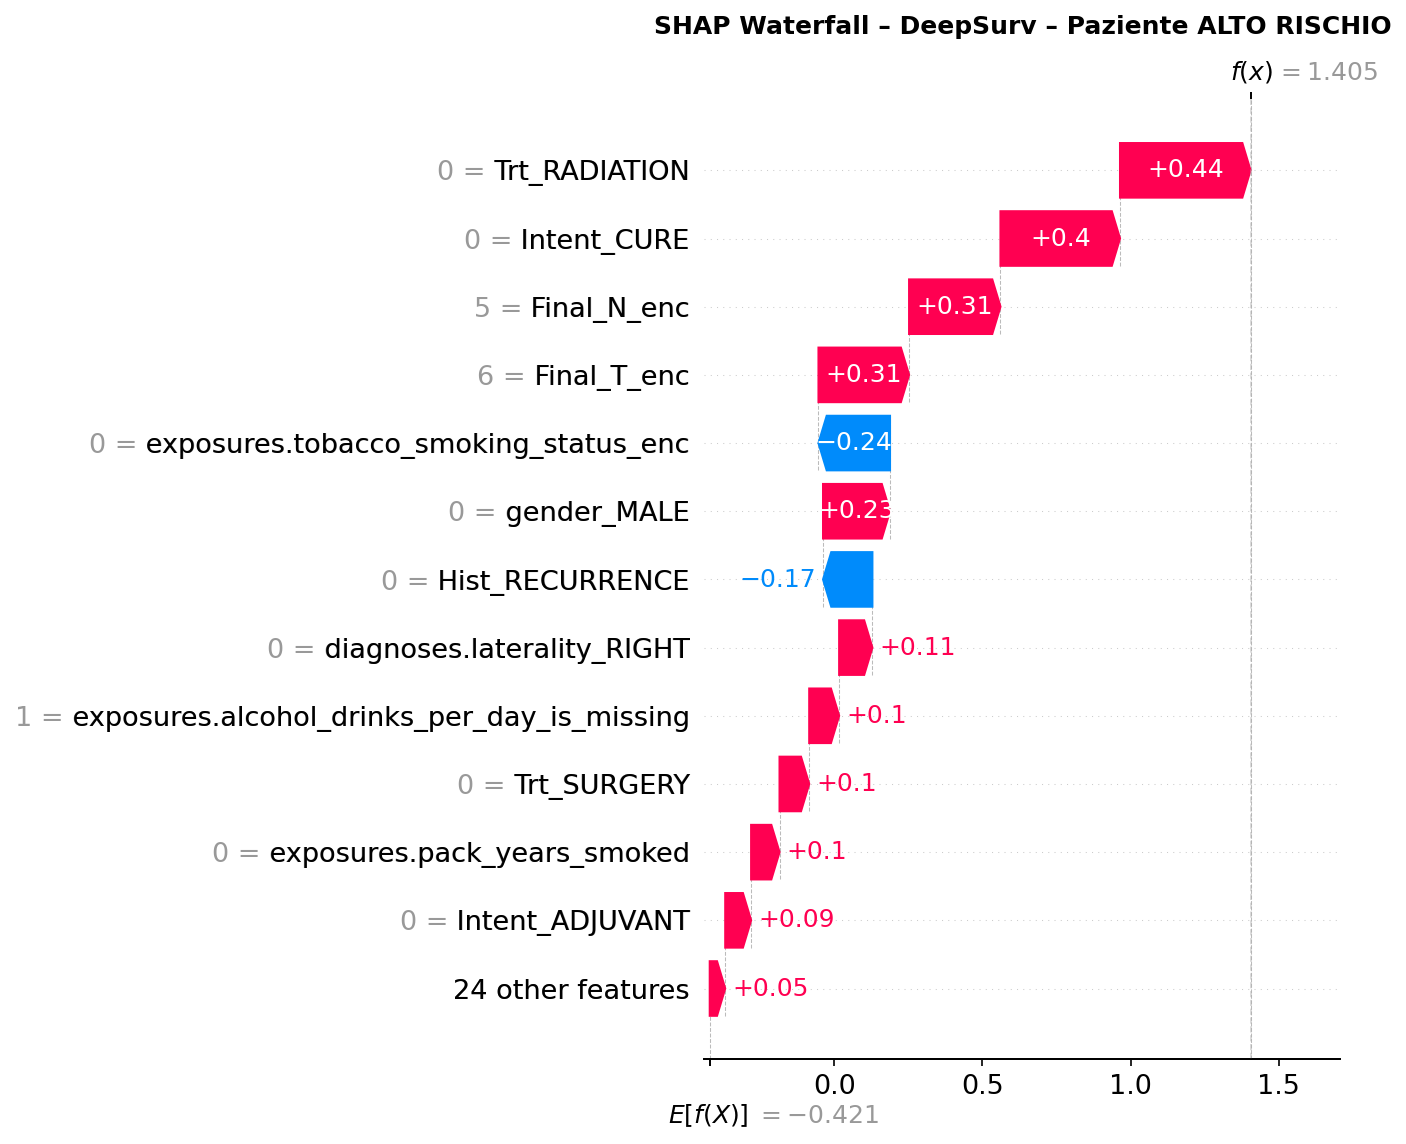 SHAP Waterfall – DeepSurv – Paziente ALTO RISCHIO
f(x) = 1.405
0 = Trt_RADIATION +0.44
0 = Intent_CURE +0.4
5 = Final_N_enc +0.31
6 = Final_T_enc +0.31
0 = exposures.tobacco_smoking_status_enc −0.24
0 = gender_MALE +0.23
0 = Hist_RECURRENCE −0.17
0 = diagnoses.laterality_RIGHT +0.11
1 = exposures.alcohol_drinks_per_day_is_missing +0.1
0 = Trt_SURGERY +0.1
0 = exposures.pack_years_smoked +0.1
0 = Intent_ADJUVANT +0.09
24 other features +0.05
0.0 0.5 1.0 1.5
E[f(X)] = −0.421